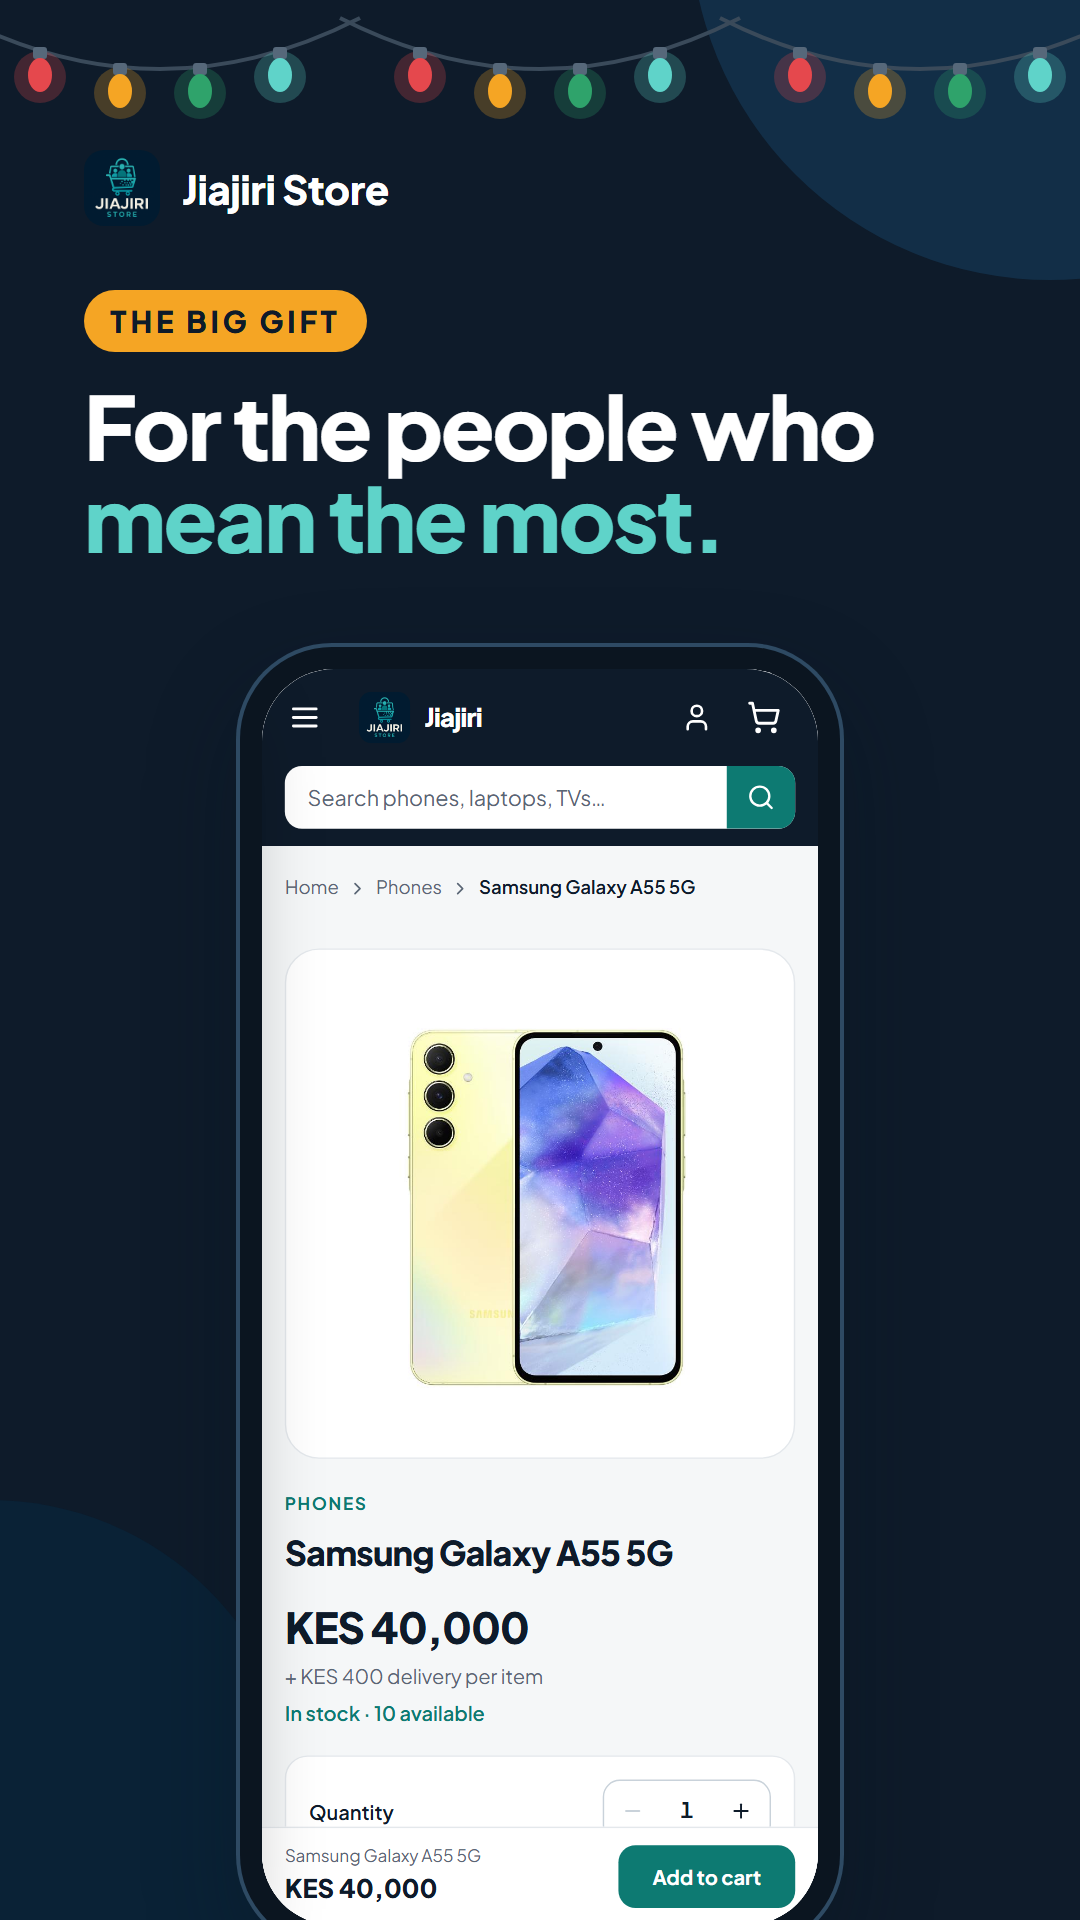 JIAJIRI
STORE
Jiajiri Store
THE BIG GIFT
For the people who
mean the most.
JIAJIRI
STORE
Jiajiri
Search phones, laptops, TVs...
Home > Phones > Samsung Galaxy A55 5G
SAMSUN
PHONES
Samsung Galaxy A55 5G
KES 40,000
+ KES 400 delivery per item
In stock · 10 available
Quantity
− 1 +
Samsung Galaxy A55 5G
KES 40,000
Add to cart